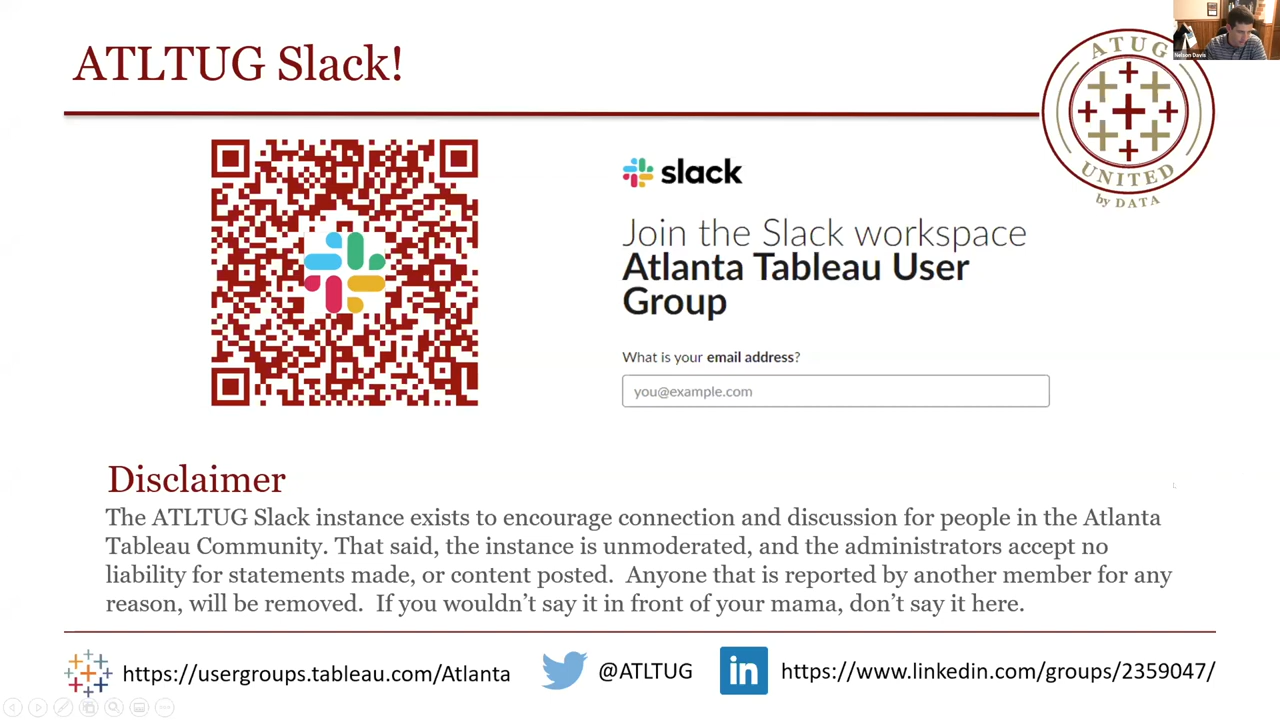 ATLTUG Slack!
Nelson Davis
ATUG
UNITED
by DATA
slack
Join the Slack workspace
Atlanta Tableau User
Group
What is your email address?
you@example.com
Disclaimer
The ATLTUG Slack instance exists to encourage connection and discussion for people in the Atlanta
Tableau Community. That said, the instance is unmoderated, and the administrators accept no
liability for statements made, or content posted.  Anyone that is reported by another member for any
reason, will be removed.  If you wouldn’t say it in front of your mama, don’t say it here.
https://usergroups.tableau.com/Atlanta
@ATLTUG
in
https://www.linkedin.com/groups/2359047/